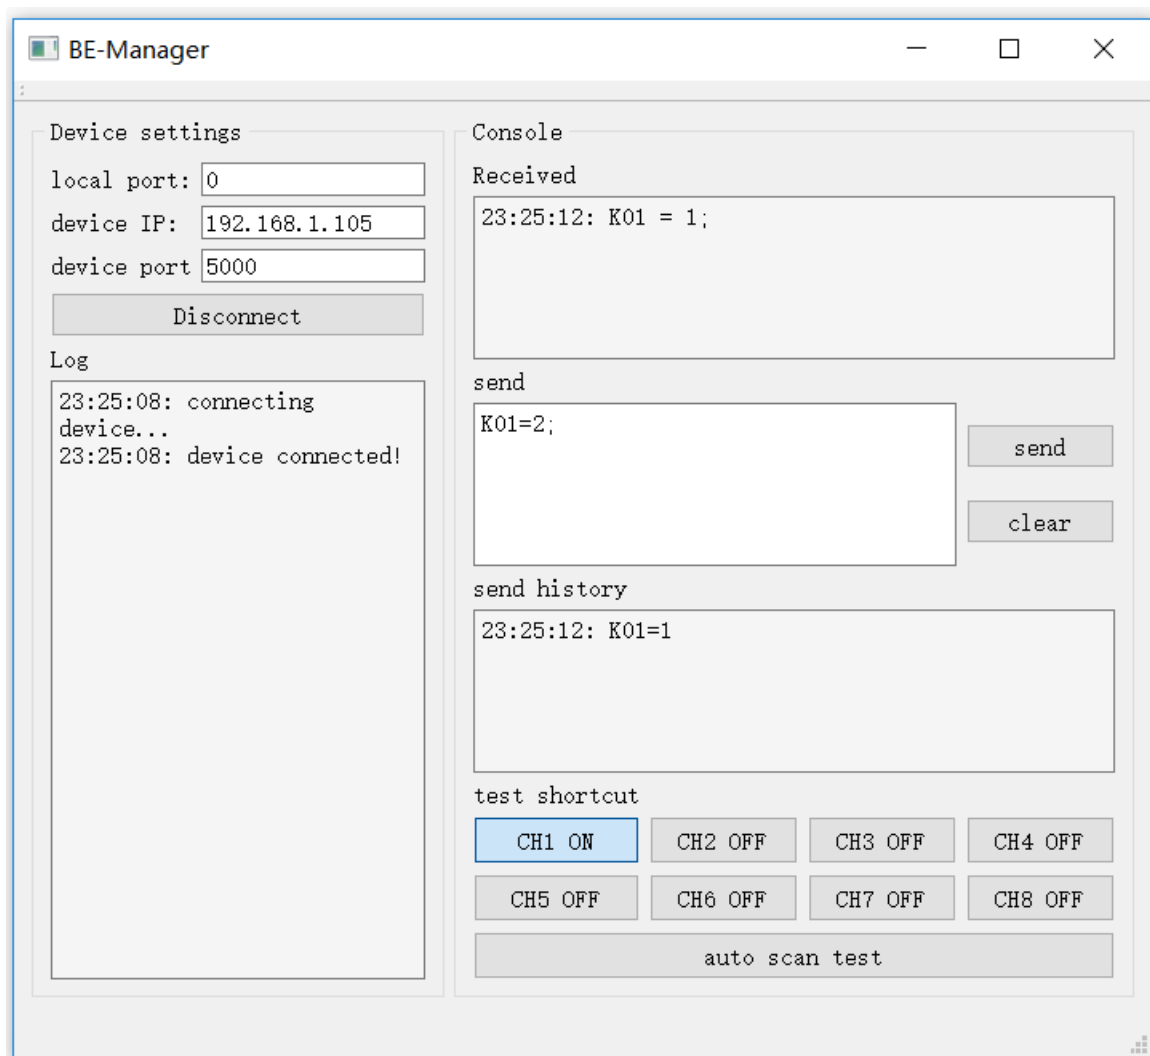 BE-Manager
Device settings
local port: 0
device IP: 192.168.1.105
device port 5000
Disconnect
Log
23:25:08: connecting
device...
23:25:08: device connected!
Console
Received
23:25:12: K01 = 1;
send
K01=2;
send
clear
send history
23:25:12: K01=1
test shortcut
CH1 ON CH2 OFF CH3 OFF CH4 OFF
CH5 OFF CH6 OFF CH7 OFF CH8 OFF
auto scan test